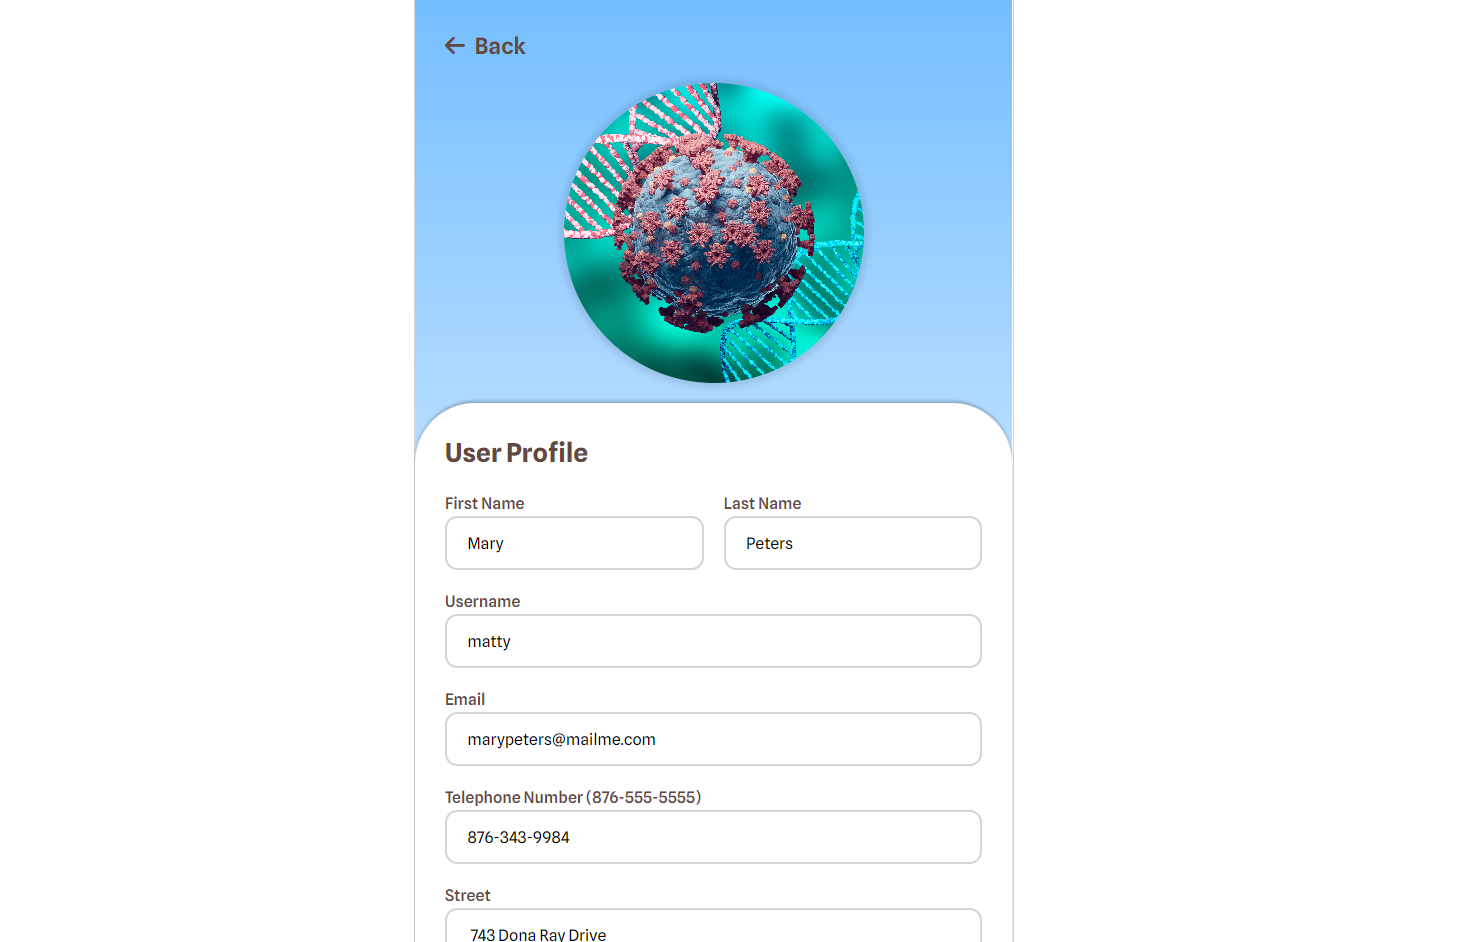 Back
User Profile
First Name Last Name
Mary Peters
Username
matty
Email
marypeters@mailme.com
Telephone Number (876-555-5555)
876-343-9984
Street
743 Dona Ray Drive